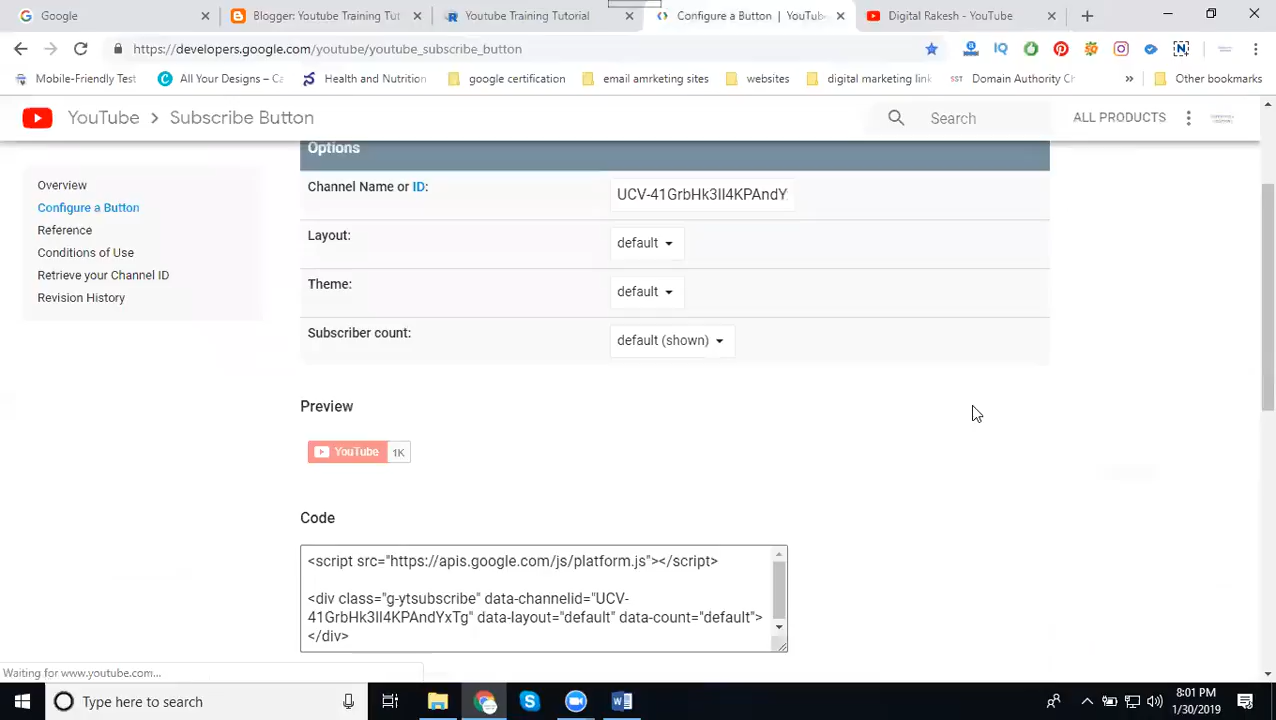 Google
Blogger: Youtube Training Tut
Youtube Training Tutorial
Configure a Button | YouTub
Digital Rakesh - YouTube
https://developers.google.com/youtube/youtube_subscribe_button
Mobile-Friendly Test
All Your Designs – Ca
Health and Nutrition
google certification
email amrketing sites
websites
digital marketing link
SST Domain Authority Ch
»
Other bookmarks
YouTube > Subscribe Button
Search
ALL PRODUCTS
Overview
Configure a Button
Reference
Conditions of Use
Retrieve your Channel ID
Revision History
Options
Channel Name or ID:
UCV-41GrbHk3II4KPAndY
Layout:
default
Theme:
default
Subscriber count:
default (shown)
Preview
YouTube 1K
Code
<script src="https://apis.google.com/js/platform.js"></script>
<div class="g-ytsubscribe" data-channelid="UCV-
41GrbHk3II4KPAndYxTg" data-layout="default" data-count="default">
</div>
Waiting for www.youtube.com...
Type here to search
8:01 PM
1/30/2019